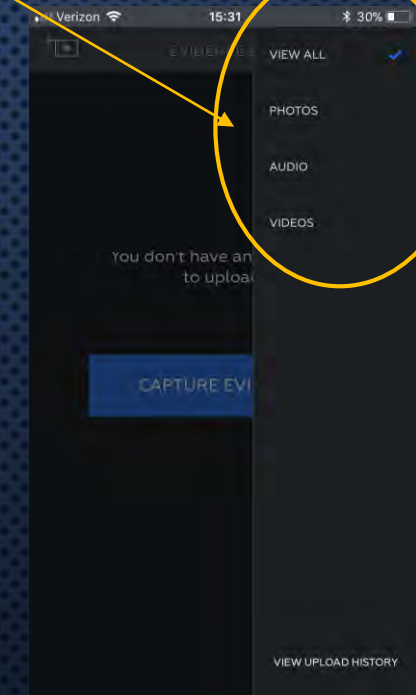 Verizon 15:31 30%
VIEW ALL
PHOTOS
AUDIO
VIDEOS
You don't have an
to uploa
CAPTURE EVI
VIEW UPLOAD HISTORY